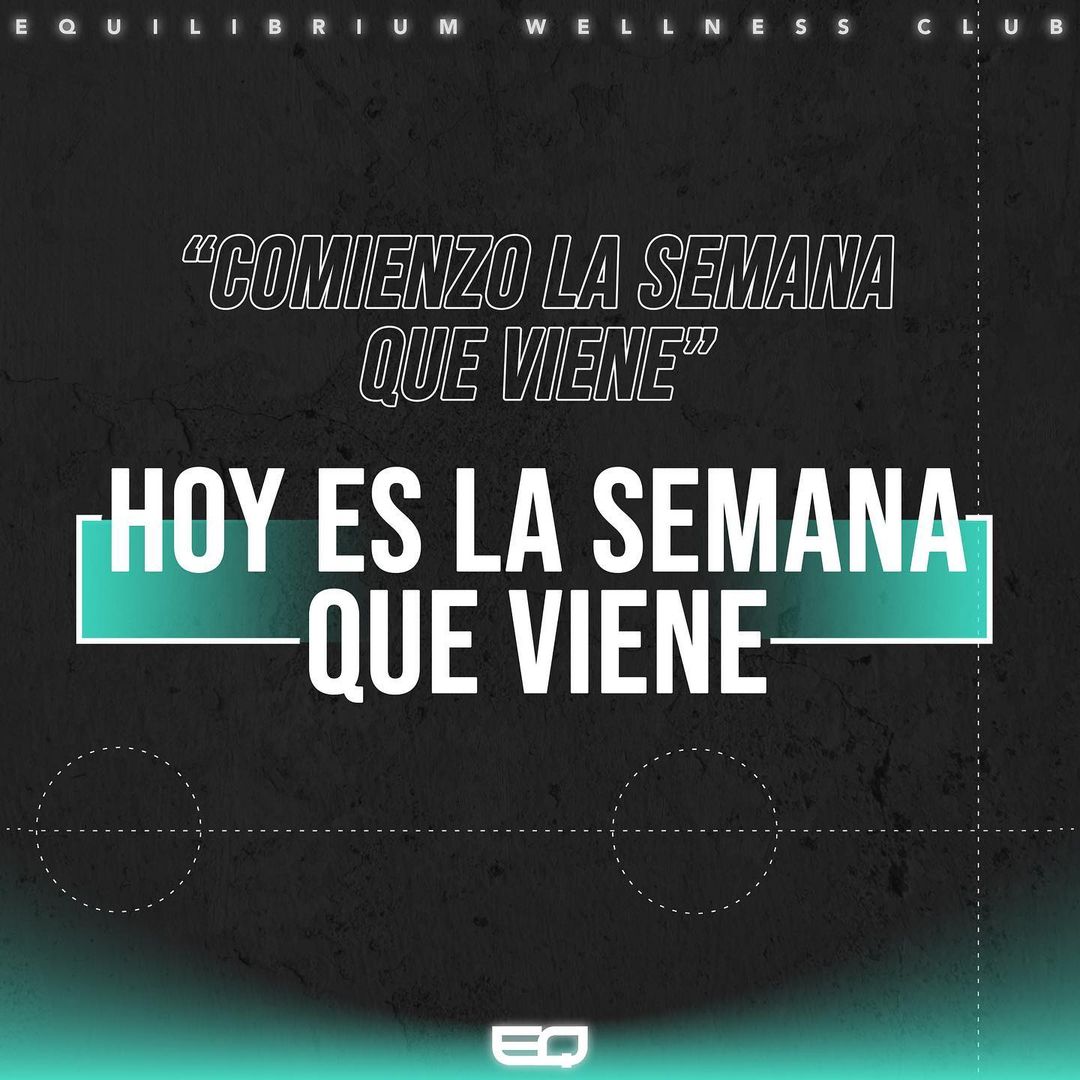 EQUILIBRIUM WELLNESS CLUB
“COMIENZO LA SEMANA
QUE VIENE”
HOY ES LA SEMANA
QUE VIENE
EQ